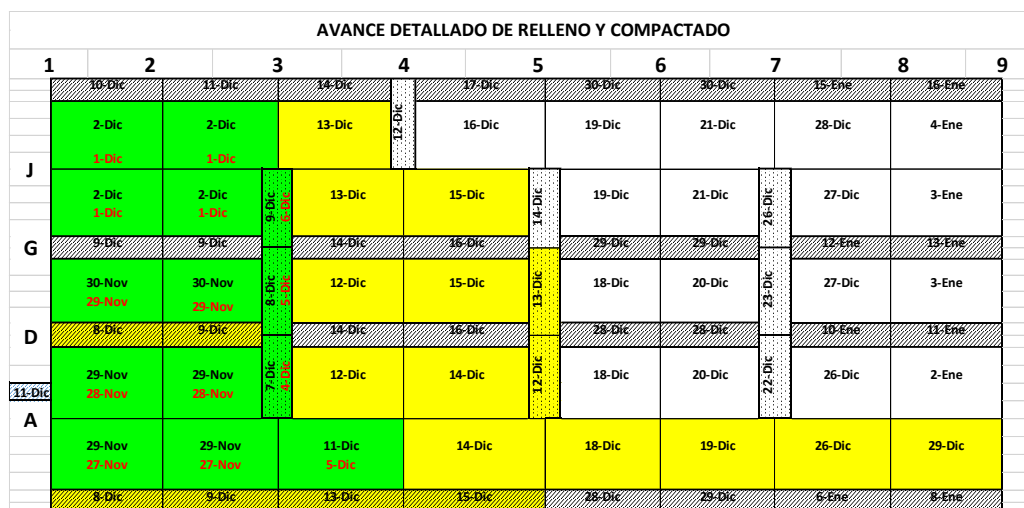 AVANCE DETALLADO DE RELLENO Y COMPACTADO
1 2 3 4 5 6 7 8 9
10-Dic 11-Dic 14-Dic 17-Dic 30-Dic 30-Dic 15-Ene 16-Ene
12-Dic
2-Dic 2-Dic 13-Dic 16-Dic 19-Dic 21-Dic 28-Dic 4-Ene
1-Dic 1-Dic
J
2-Dic 2-Dic 9-Dic 6-Dic 13-Dic 15-Dic 14-Dic 19-Dic 21-Dic 26-Dic 27-Dic 3-Ene
1-Dic 1-Dic
G
9-Dic 9-Dic 14-Dic 16-Dic 29-Dic 29-Dic 12-Ene 13-Ene
30-Nov 30-Nov 8-Dic 5-Dic 12-Dic 15-Dic 13-Dic 18-Dic 20-Dic 23-Dic 27-Dic 3-Ene
29-Nov 29-Nov
D
8-Dic 9-Dic 14-Dic 16-Dic 28-Dic 28-Dic 10-Ene 11-Ene
29-Nov 29-Nov 7-Dic 4-Dic 12-Dic 14-Dic 12-Dic 18-Dic 20-Dic 22-Dic 26-Dic 2-Ene
11-Dic 28-Nov 28-Nov
A
29-Nov 29-Nov 11-Dic 14-Dic 18-Dic 19-Dic 26-Dic 29-Dic
27-Nov 27-Nov 5-Dic
8-Dic 9-Dic 13-Dic 15-Dic 28-Dic 29-Dic 6-Ene 8-Ene